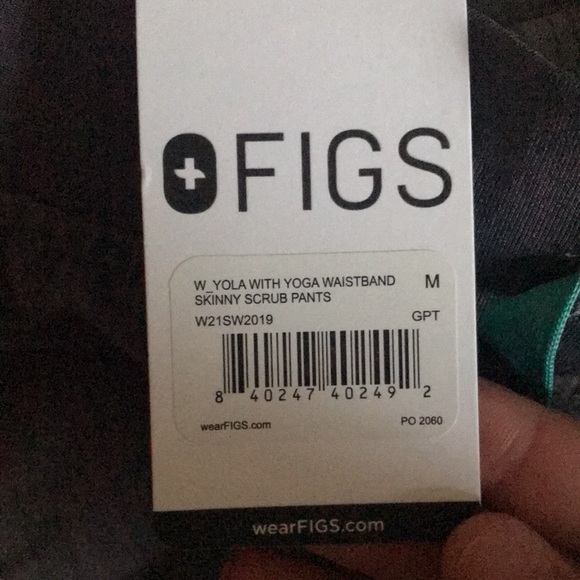 FIGS
W_YOLA WITH YOGA WAISTBAND M
SKINNY SCRUB PANTS
W21SW2019 GPT
8 40247 40249 2
wearFIGS.com PO 2060
wearFIGS.com